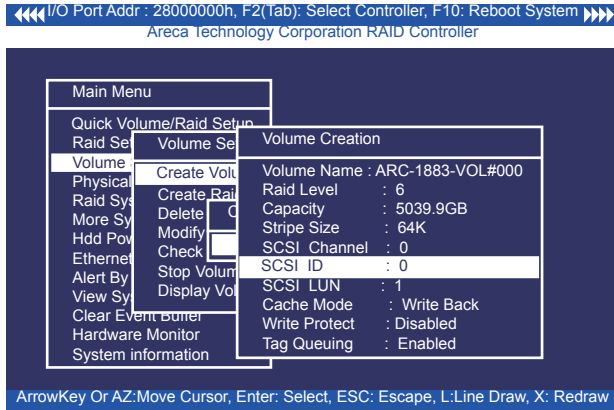 I/O Port Addr : 28000000h, F2(Tab): Select Controller, F10: Reboot System
Areca Technology Corporation RAID Controller
Main Menu
Quick Volume/Raid Setup
Raid Set
Volume
Physical
Raid Sys
More Sy
Hdd Pow
Ethernet
Alert By
View Sy
Clear Event Buffer
Hardware Monitor
System information
Volume Se
Create Volu
Create Raid
Delete
Modify
Check
Stop Volum
Display Vol
C
Volume Creation
Volume Name : ARC-1883-VOL#000
Raid Level : 6
Capacity : 5039.9GB
Stripe Size : 64K
SCSI Channel : 0
SCSI ID : 0
SCSI LUN : 1
Cache Mode : Write Back
Write Protect : Disabled
Tag Queuing : Enabled
ArrowKey Or AZ:Move Cursor, Enter: Select, ESC: Escape, L:Line Draw, X: Redraw